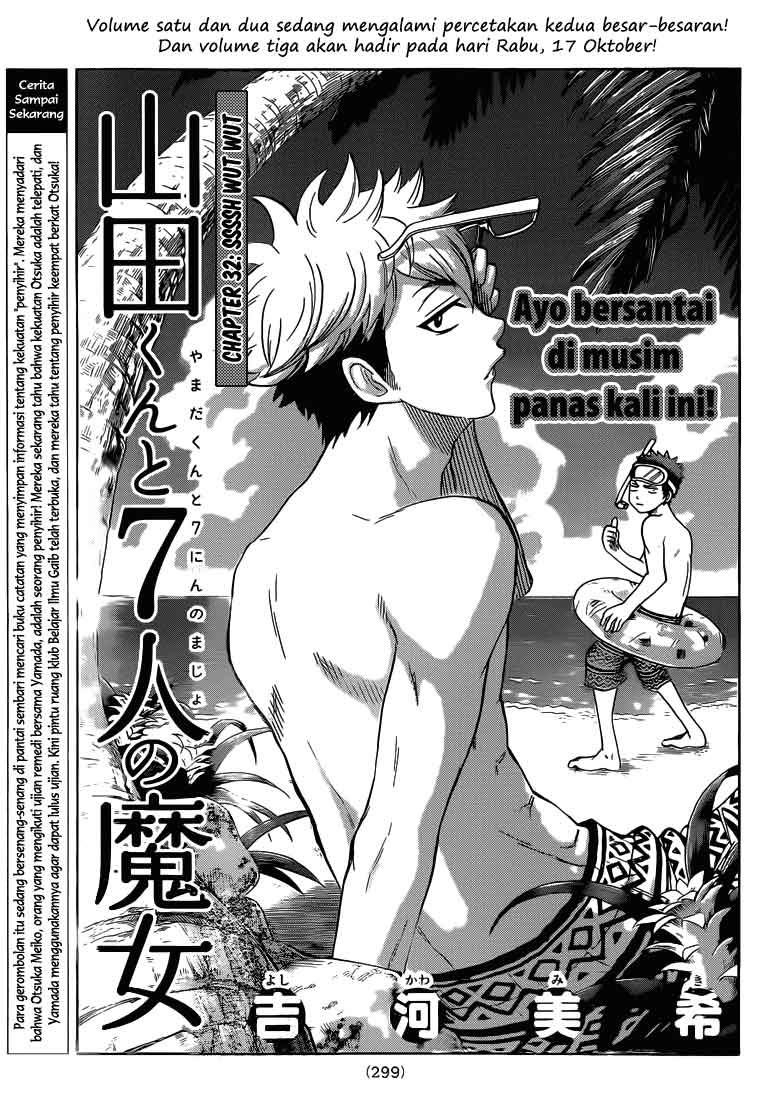 Volume satu dan dua sedang mengalami percetakan kedua besar-besaran!
Dan volume tiga akan hadir pada hari Rabu, 17 Oktober!
Cerita
Sampai
Sekarang
Para gerombolan itu sedang bersenang-senang di pantai sembari mencari buku catatan yang menyimpan informasi tentang kekuatan "penyihir". Mereka menyadari
bahwa Otsuka Meiko, orang yang mengikuti ujian remedi bersama Yamada, adalah seorang penyihir! Mereka sekarang tahu bahwa kekuatan Otsuka adalah telepati, dan
Yamada menggunakannya agar dapat lulus ujian. Kini pintu ruang klub Belajar Ilmu Gaib telah terbuka, dan mereka tahu tentang penyihir keempat berkat Otsuka!
山田くんと7人の魔女
やまだくんと7にんのまじょ
CHAPTER 32: SSSSH WUT WUT
Ayo bersantai
di musim
panas kali ini!
よし かわ み き
吉河美希
(299)